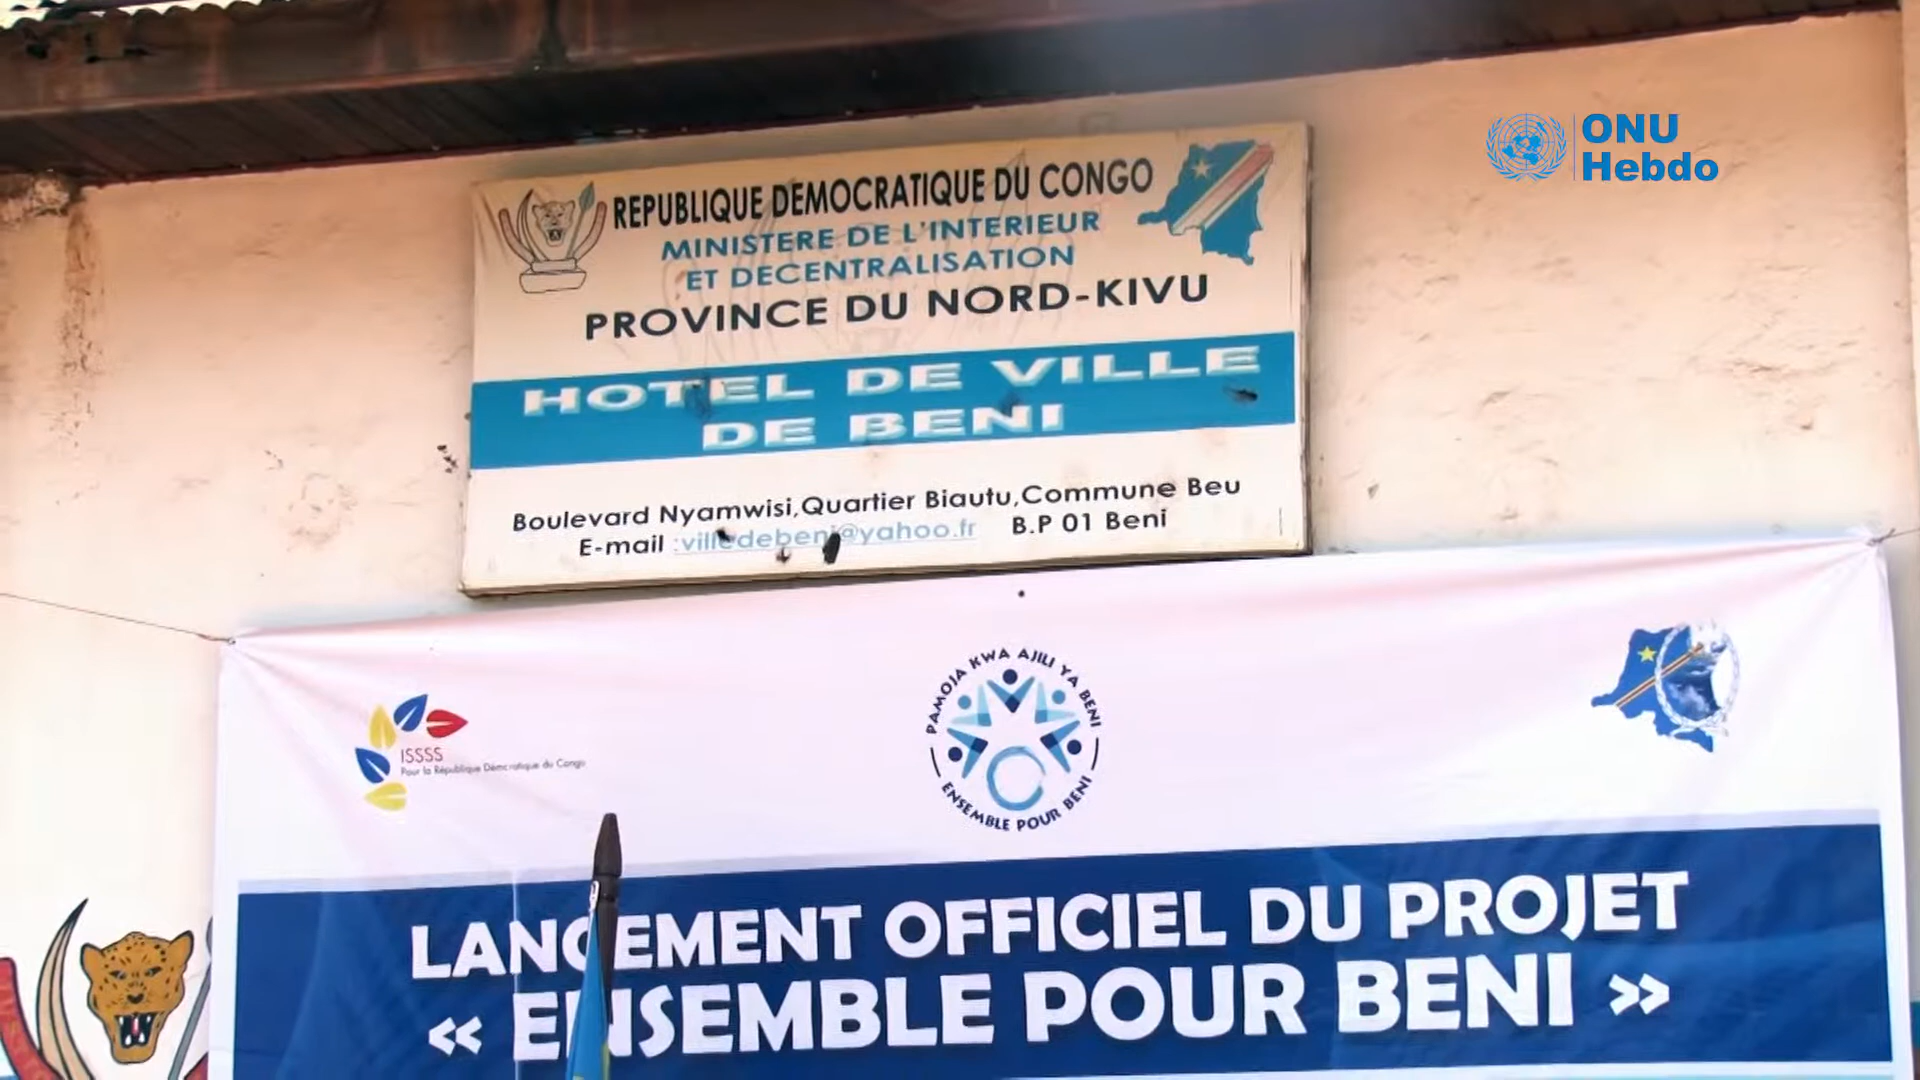 ONU
Hebdo
REPUBLIQUE DEMOCRATIQUE DU CONGO
MINISTERE DE L'INTERIEUR
ET DECENTRALISATION
PROVINCE DU NORD-KIVU
HOTEL DE VILLE
DE BENI
Boulevard Nyamwisi,Quartier Biautu,Commune Beu
E-mail :villedebeni@yahoo.fr B.P 01 Beni
PAMOJA KWA AJILI YA BENI
ENSEMBLE POUR BENI
ISSSS
Pour la République Démocratique du Congo
LANCEMENT OFFICIEL DU PROJET
« ENSEMBLE POUR BENI »